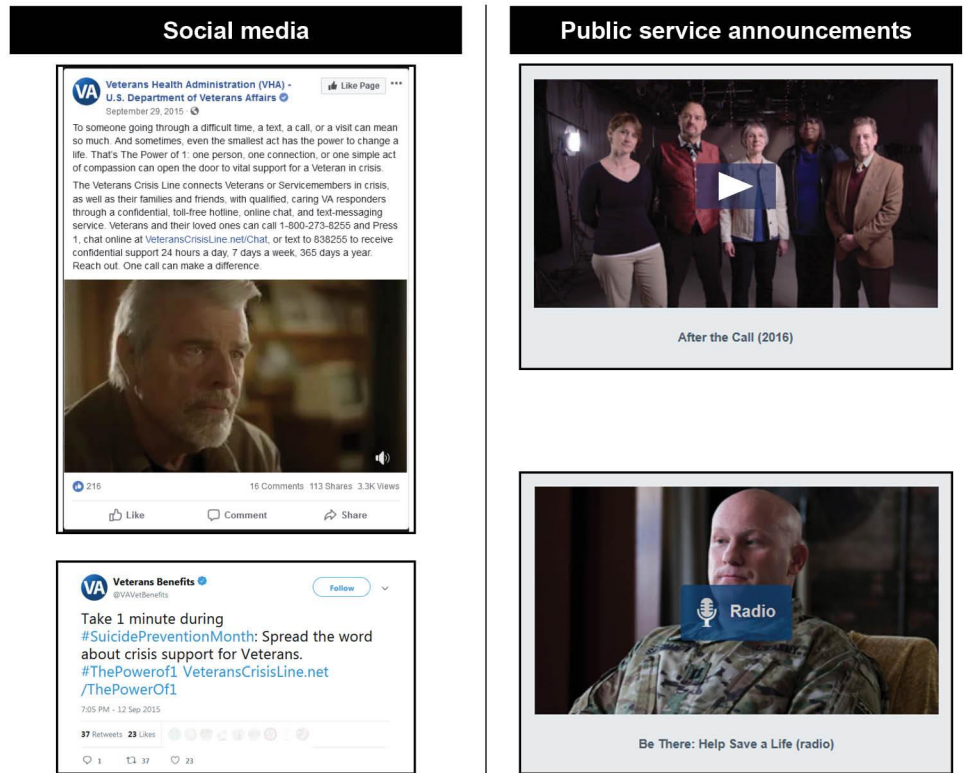 Social media
VA
Veterans Health Administration (VHA) -
U.S. Department of Veterans Affairs
Like Page
September 29, 2015
To someone going through a difficult time, a text, a call, or a visit can mean
so much. And sometimes, even the smallest act has the power to change a
life. That's The Power of 1: one person, one connection, or one simple act
of compassion can open the door to vital support for a Veteran in crisis.
The Veterans Crisis Line connects Veterans or Servicemembers in crisis,
as well as their families and friends, with qualified, caring VA responders
through a confidential, toll-free hotline, online chat, and text-messaging
service. Veterans and their loved ones can call 1-800-273-8255 and Press
1, chat online at VeteransCrisisLine.net/Chat, or text to 838255 to receive
confidential support 24 hours a day, 7 days a week, 365 days a year.
Reach out. One call can make a difference.
216
16 Comments 113 Shares 3.3K Views
Like Comment Share
VA
Veterans Benefits
@VAVetBenefits
Follow
Take 1 minute during
#SuicidePreventionMonth: Spread the word
about crisis support for Veterans.
#ThePowerof1 VeteransCrisisLine.net
/ThePowerOf1
7:05 PM - 12 Sep 2015
37 Retweets 23 Likes
1 37 23
Public service announcements
After the Call (2016)
Radio
Be There: Help Save a Life (radio)